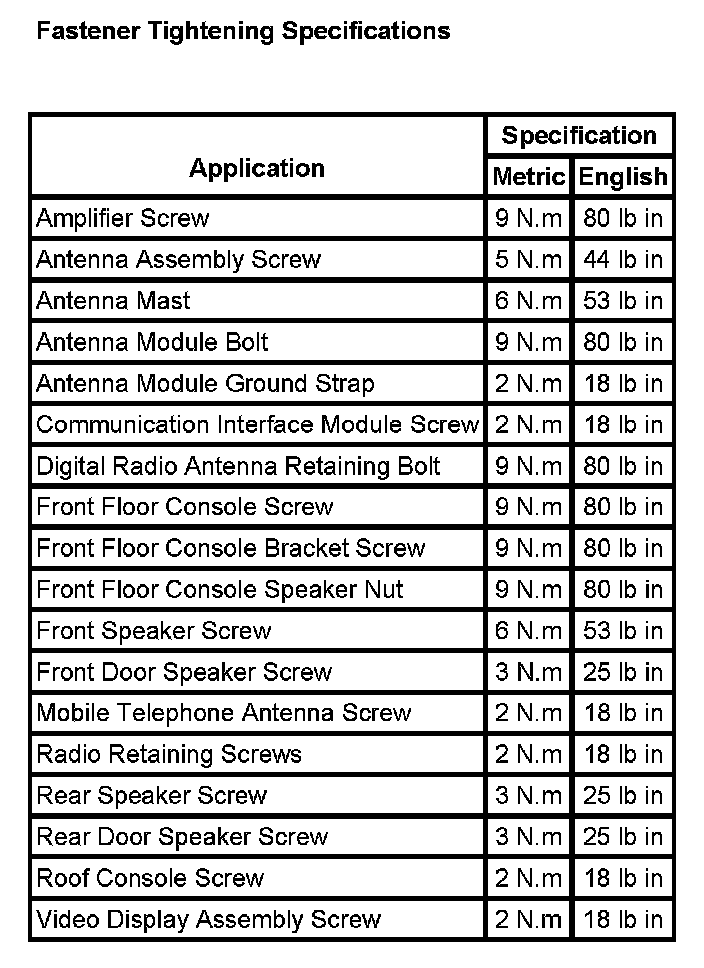 Fastener Tightening Specifications
Application
Specification
Metric English
Amplifier Screw 9 N.m 80 lb in
Antenna Assembly Screw 5 N.m 44 lb in
Antenna Mast 6 N.m 53 lb in
Antenna Module Bolt 9 N.m 80 lb in
Antenna Module Ground Strap 2 N.m 18 lb in
Communication Interface Module Screw 2 N.m 18 lb in
Digital Radio Antenna Retaining Bolt 9 N.m 80 lb in
Front Floor Console Screw 9 N.m 80 lb in
Front Floor Console Bracket Screw 9 N.m 80 lb in
Front Floor Console Speaker Nut 9 N.m 80 lb in
Front Speaker Screw 6 N.m 53 lb in
Front Door Speaker Screw 3 N.m 25 lb in
Mobile Telephone Antenna Screw 2 N.m 18 lb in
Radio Retaining Screws 2 N.m 18 lb in
Rear Speaker Screw 3 N.m 25 lb in
Rear Door Speaker Screw 3 N.m 25 lb in
Roof Console Screw 2 N.m 18 lb in
Video Display Assembly Screw 2 N.m 18 lb in